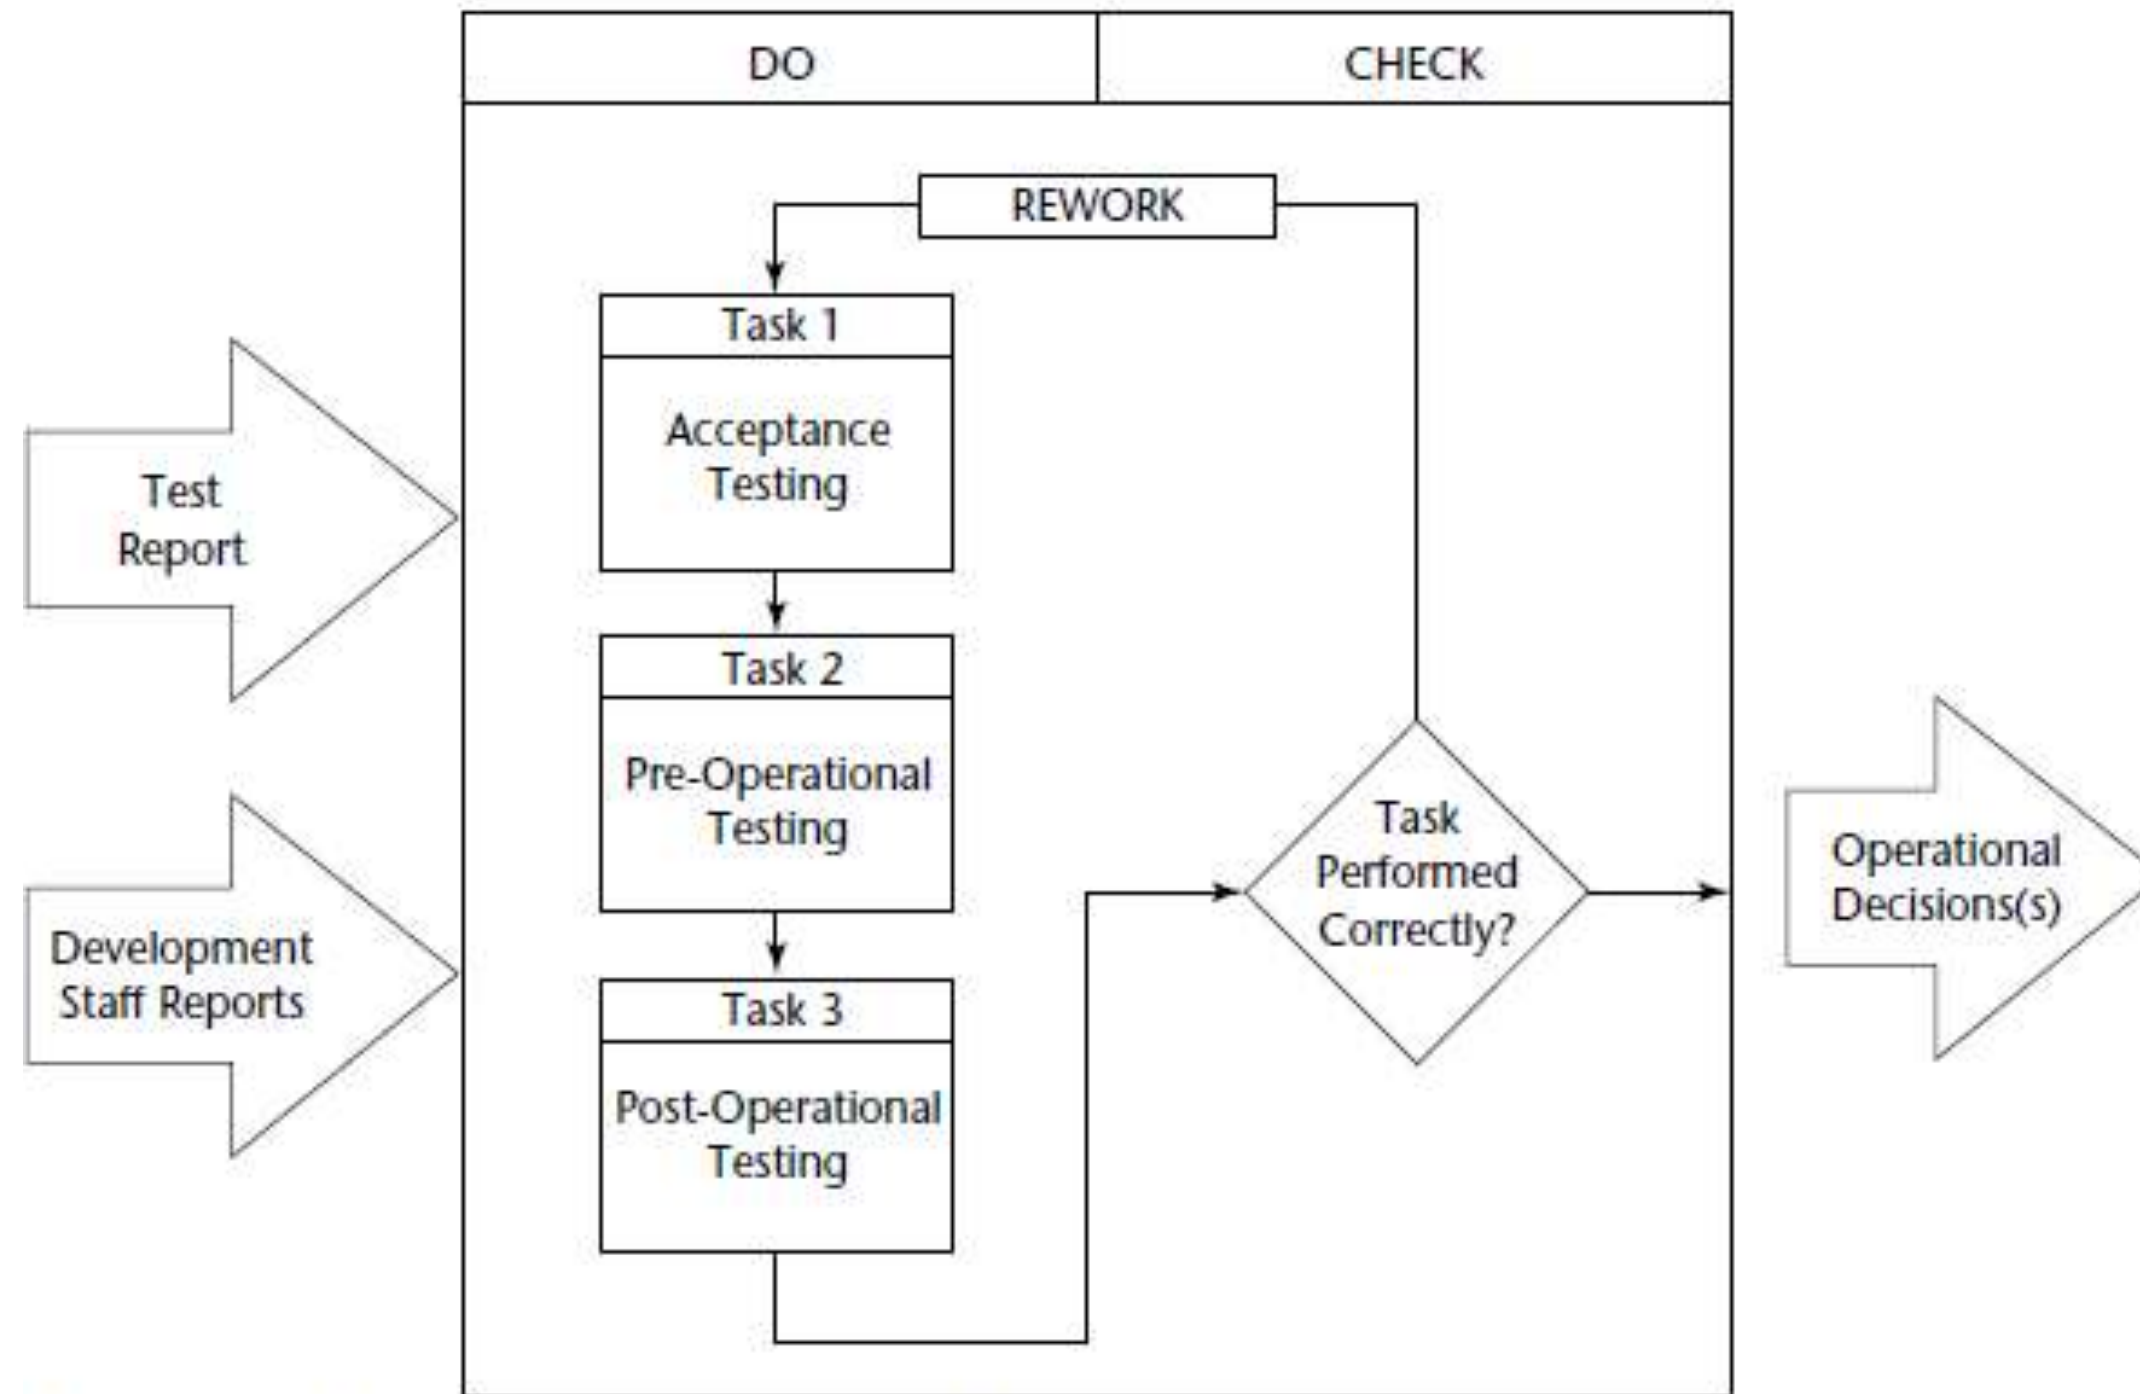 DO
CHECK
REWORK
Task 1
Acceptance
Testing
Test
Report
Task 2
Pre-Operational
Testing
Task
Performed
Correctly?
Operational
Decisions(s)
Development
Staff Reports
Task 3
Post-Operational
Testing